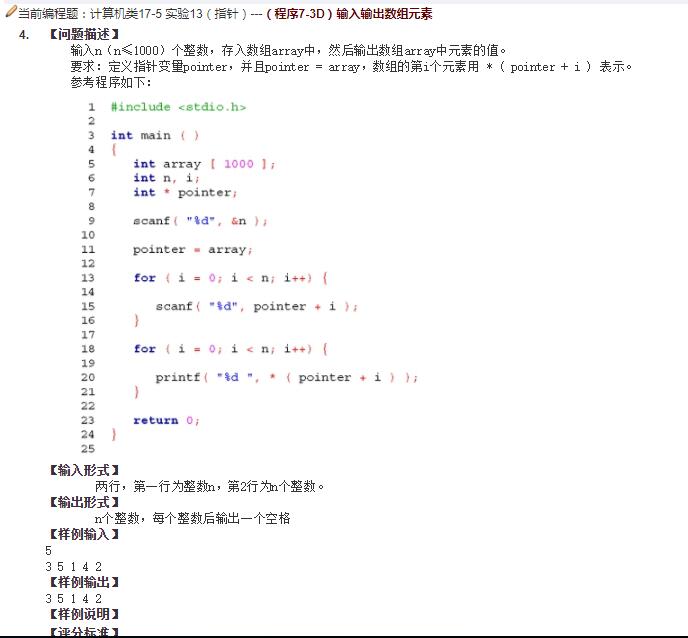 当前编程题：计算机类17-5 实验13（指针）---（程序7-3D）输入输出数组元素
4. 【问题描述】
输入n（n≤1000）个整数，存入数组array中，然后输出数组array中元素的值。
要求：定义指针变量pointer，并且pointer = array，数组的第i个元素用 *（ pointer + i ）表示。
参考程序如下：
1 #include <stdio.h>
2
3 int main ( )
4 {
5 int array [ 1000 ];
6 int n, i;
7 int * pointer;
8
9 scanf( "%d", &n );
10
11 pointer = array;
12
13 for ( i = 0; i < n; i++) {
14
15 scanf( "%d", pointer + i );
16 }
17
18 for ( i = 0; i < n; i++) {
19
20 printf( "%d ", * ( pointer + i ) );
21 }
22
23 return 0;
24 }
25
【输入形式】
两行，第一行为整数n，第2行为n个整数。
【输出形式】
n个整数，每个整数后输出一个空格
【样例输入】
5
3 5 1 4 2
【样例输出】
3 5 1 4 2
【样例说明】
【评分标准】